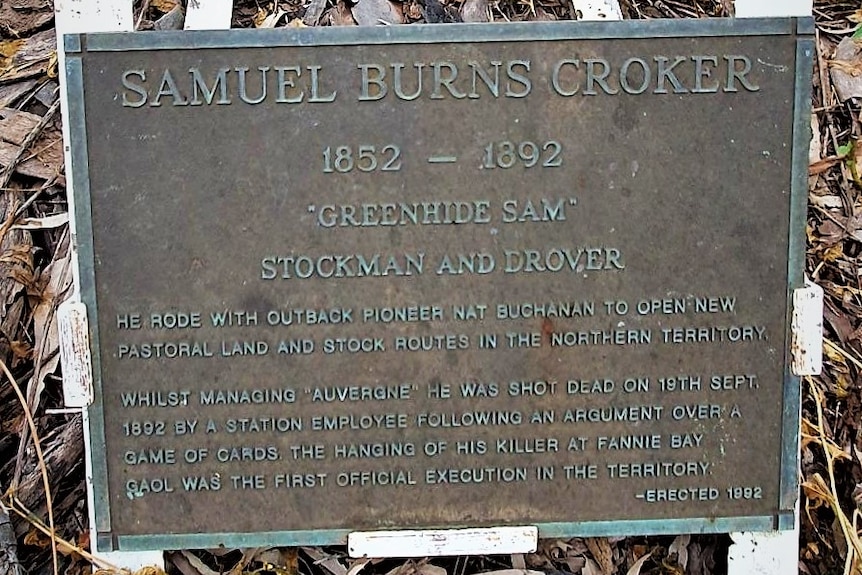 SAMUEL BURNS CROKER
1852 — 1892
"GREENHIDE SAM"
STOCKMAN AND DROVER
HE RODE WITH OUTBACK PIONEER NAT BUCHANAN TO OPEN NEW
PASTORAL LAND AND STOCK ROUTES IN THE NORTHERN TERRITORY.
WHILST MANAGING "AUVERGNE" HE WAS SHOT DEAD ON 19TH SEPT.
1892 BY A STATION EMPLOYEE FOLLOWING AN ARGUMENT OVER A
GAME OF CARDS. THE HANGING OF HIS KILLER AT FANNIE BAY
GAOL WAS THE FIRST OFFICIAL EXECUTION IN THE TERRITORY.
-ERECTED 1992